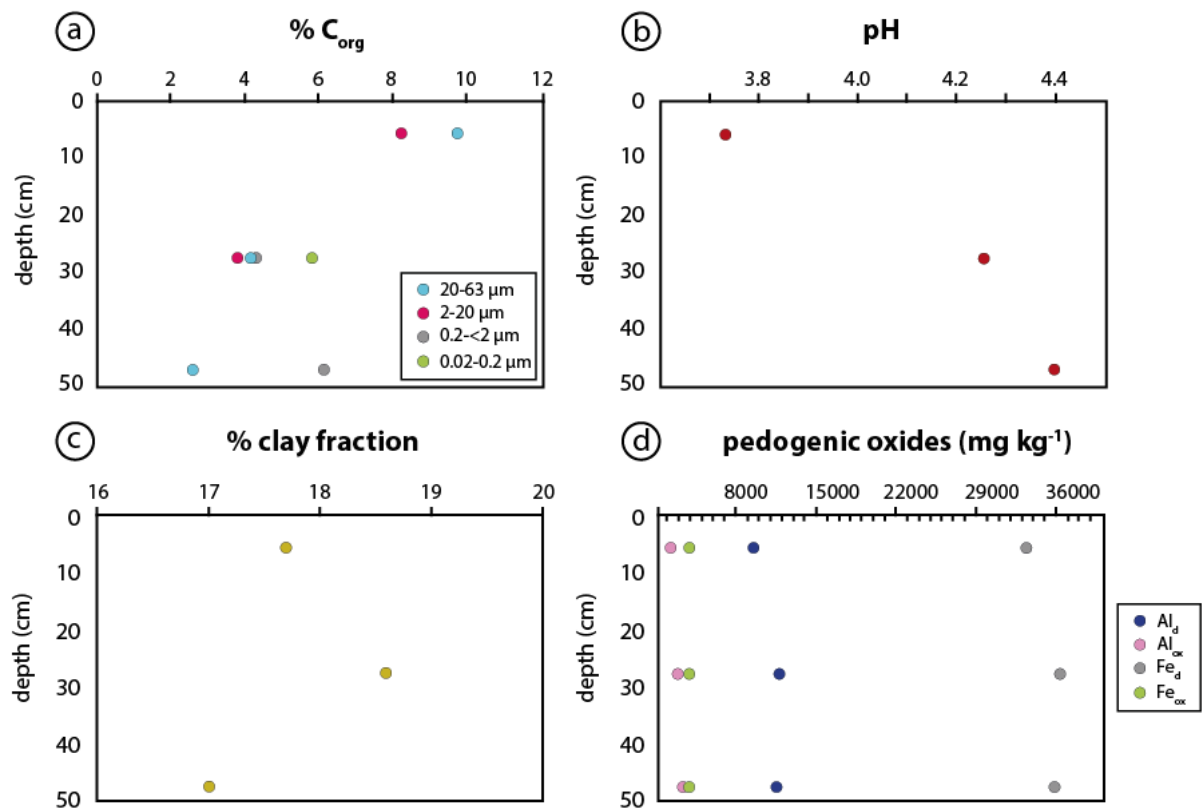 a % Corg
0 2 4 6 8 10 12
0
10
20
30
40
50
depth (cm)
20-63 µm
2-20 µm
0.2-<2 µm
0.02-0.2 µm
b pH
3.8 4.0 4.2 4.4
0
10
20
30
40
50
depth (cm)
c % clay fraction
16 17 18 19 20
0
10
20
30
40
50
depth (cm)
d pedogenic oxides (mg kg⁻¹)
8000 15000 22000 29000 36000
0
10
20
30
40
50
depth (cm)
Ald
Alox
Fed
Feox